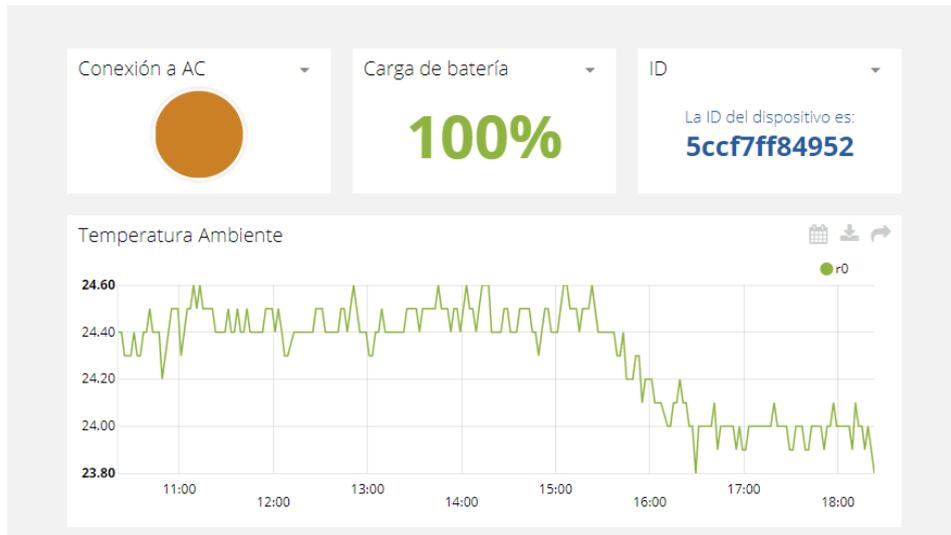 Conexión a AC
Carga de batería
ID
100%
La ID del dispositivo es:
5ccf7ff84952
Temperatura Ambiente
r0
24.60
24.40
24.20
24.00
23.80
11:00
12:00
13:00
14:00
15:00
16:00
17:00
18:00